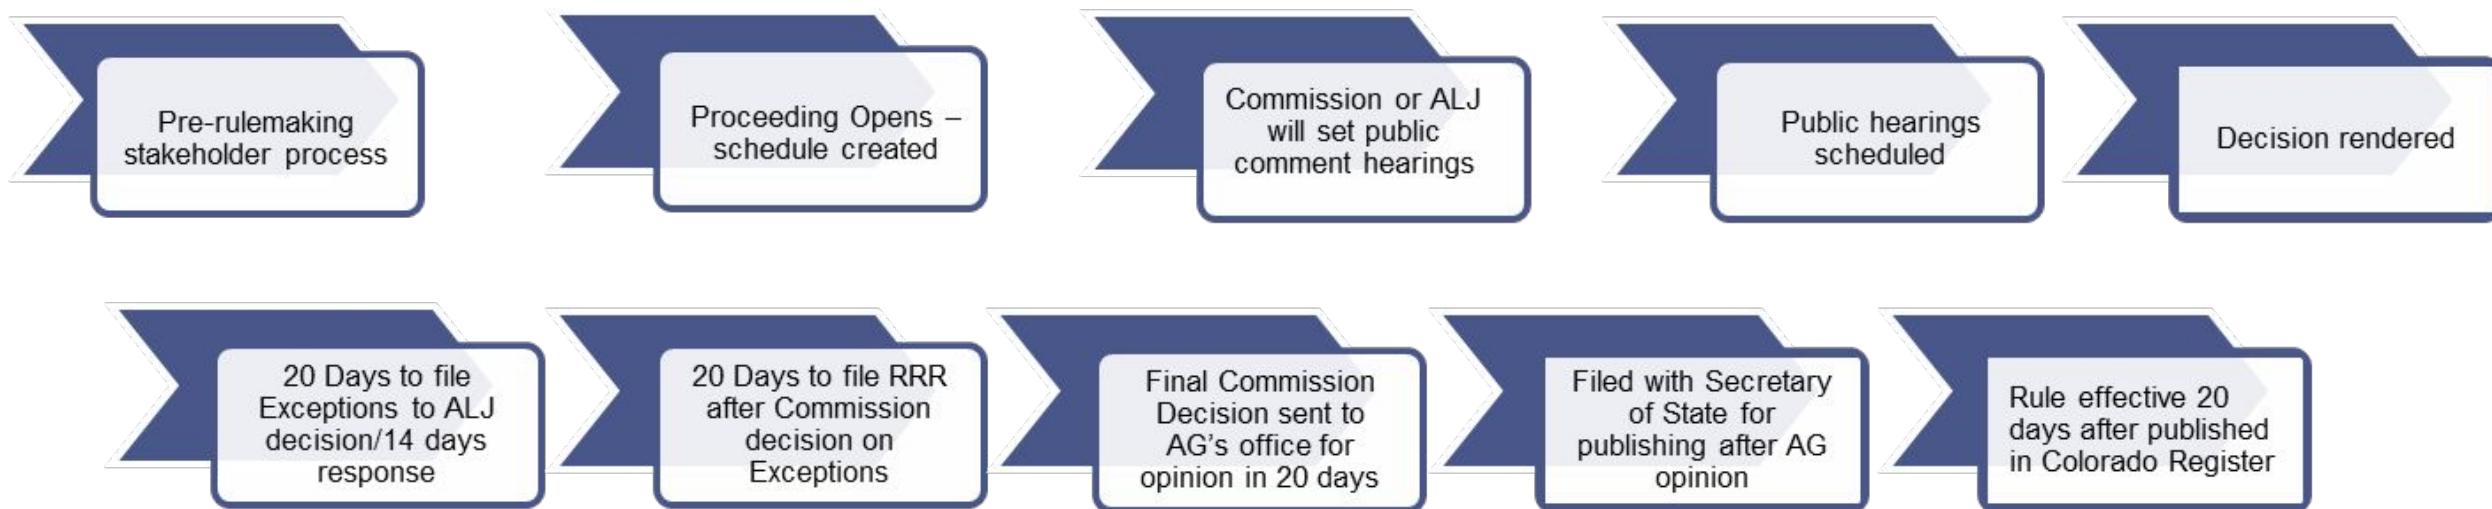 Pre-rulemaking
stakeholder process
Proceeding Opens –
schedule created
Commission or ALJ
will set public
comment hearings
Public hearings
scheduled
Decision rendered
20 Days to file
Exceptions to ALJ
decision/14 days
response
20 Days to file RRR
after Commission
decision on
Exceptions
Final Commission
Decision sent to
AG's office for
opinion in 20 days
Filed with Secretary
of State for
publishing after AG
opinion
Rule effective 20
days after published
in Colorado Register